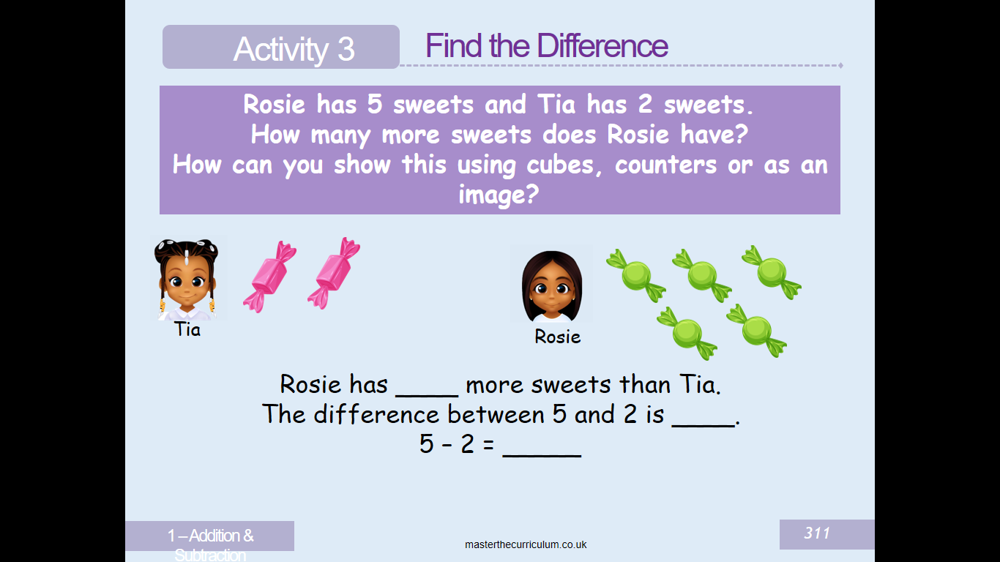 Activity 3
Find the Difference
Rosie has 5 sweets and Tia has 2 sweets.
How many more sweets does Rosie have?
How can you show this using cubes, counters or as an
image?
Tia
Rosie
Rosie has ____ more sweets than Tia.
The difference between 5 and 2 is ____.
5 – 2 = _____
1 – Addition &
Subtraction
masterthecurriculum.co.uk
311